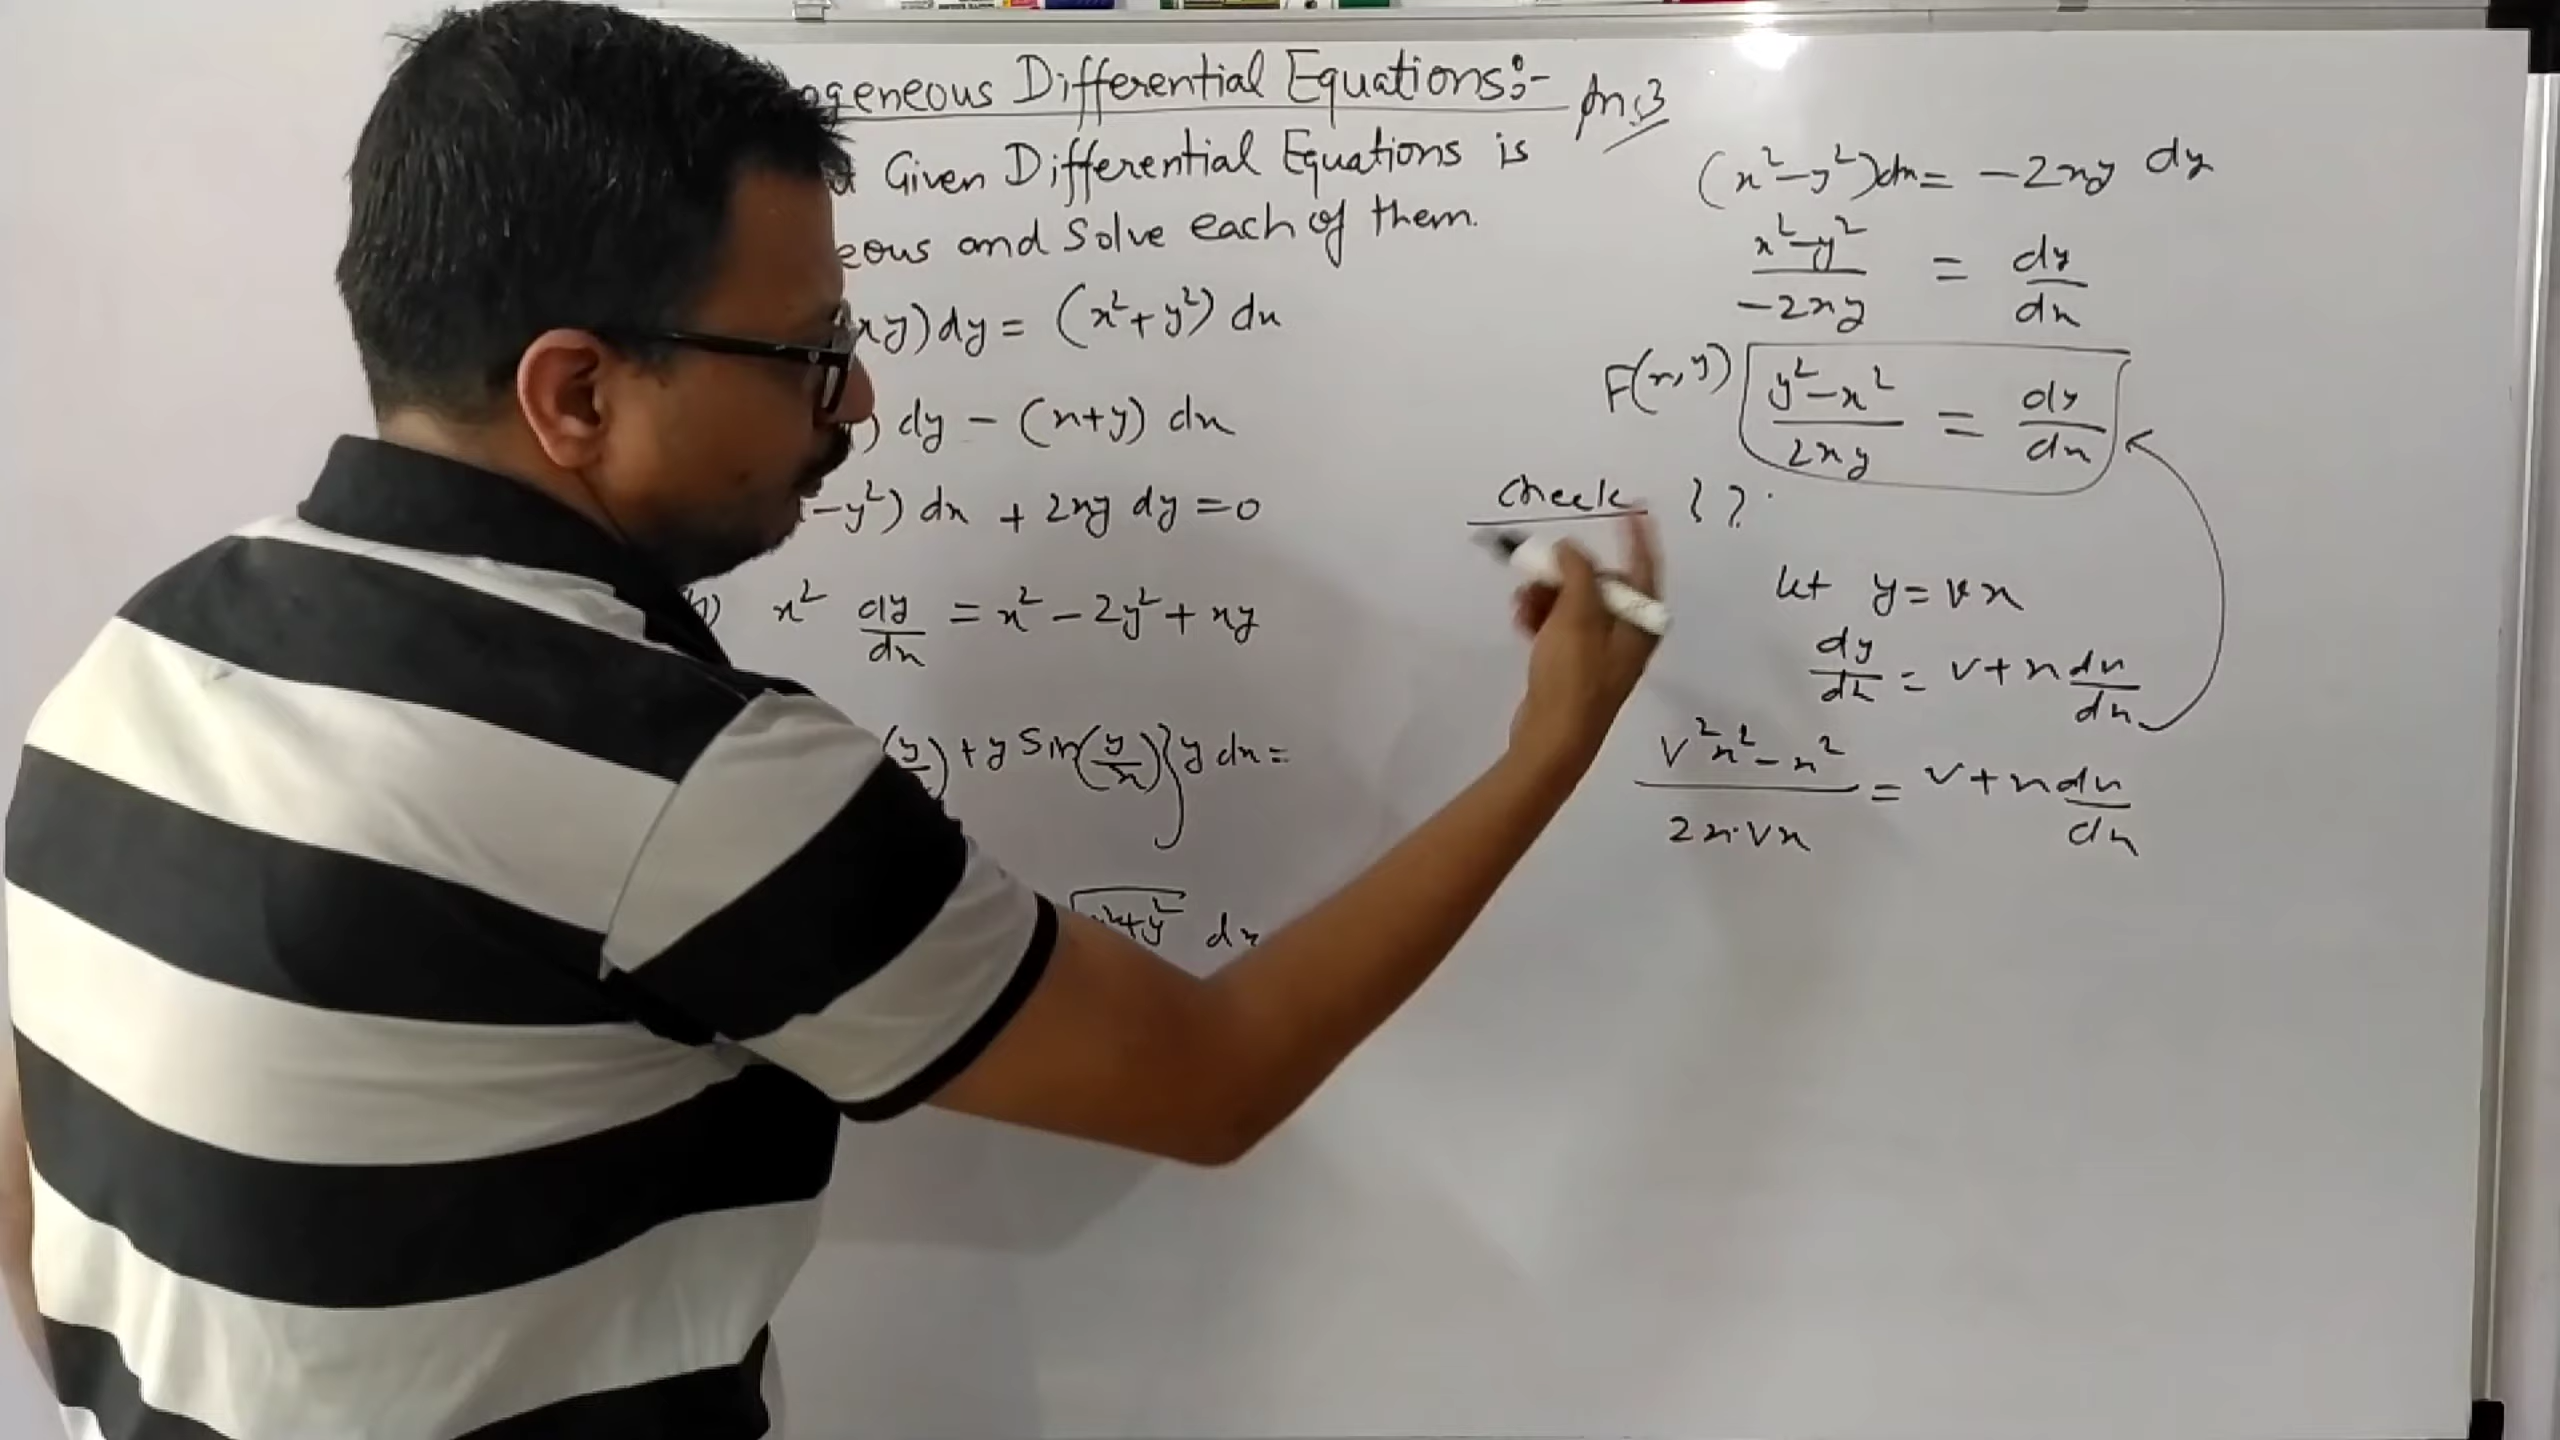 ogeneous Differential Equations:-
Given Differential Equations is
eous and Solve each of them.
xy) dy = (x²+y²) dx
) dy - (x+y) dx
-y²) dx + 2xy dy = 0
x² dy/dx = x² - 2y² + xy
(y/x) + y Sin(y/x)} y dx =
√x²+y² dx
Ans 3
(x²-y²)dx = -2xy dy
x²-y²/-2xy = dy/dx
F(x,y) y²-x²/2xy = dy/dx
Check ??
let y = vx
dy/dx = v + x dv/dx
v²x²-x²/2x·vx = v + x dv/dx